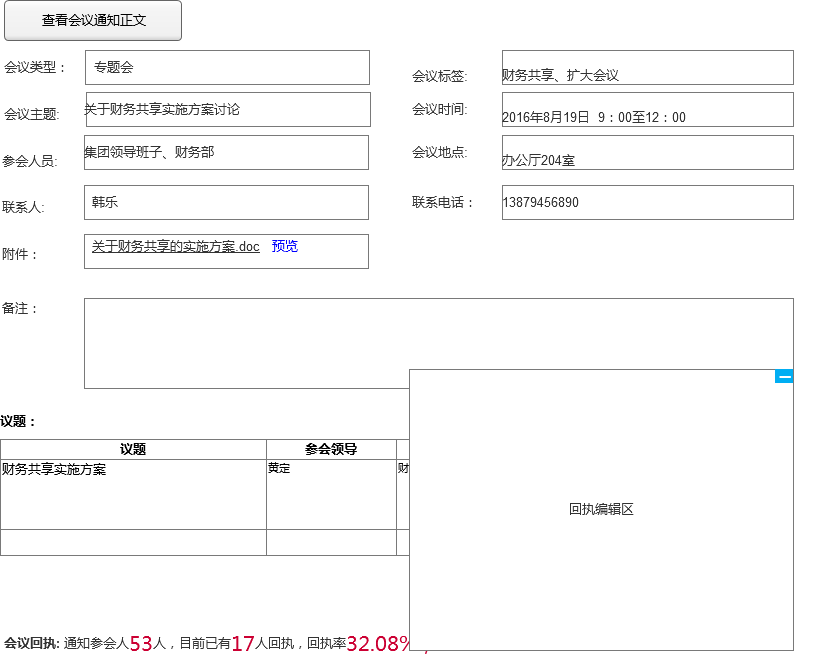 查看会议通知正文
会议类型： 专题会 会议标签: 财务共享、扩大会议
会议主题: 关于财务共享实施方案讨论 会议时间: 2016年8月19日 9：00至12：00
参会人员: 集团领导班子、财务部 会议地点: 办公厅204室
联系人: 韩乐 联系电话： 13879456890
附件： 关于财务共享的实施方案.doc 预览
备注：
议题：
议题 参会领导
财务共享实施方案 黄定 财
回执编辑区
会议回执: 通知参会人53人，目前已有17人回执，回执率32.08%